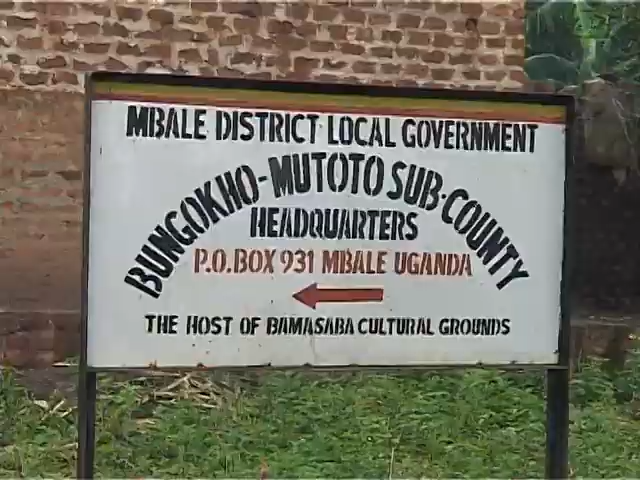 MBALE DISTRICT LOCAL GOVERNMENT
BUNGOKHO-MUTOTO SUB-COUNTY
HEADQUARTERS
P.O.BOX 931 MBALE UGANDA
THE HOST OF BAMASABA CULTURAL GROUNDS